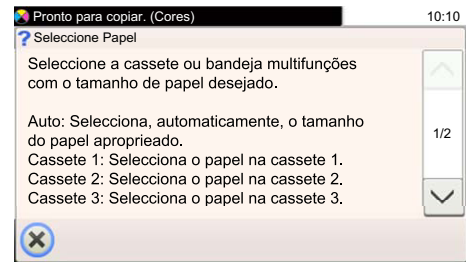 Pronto para copiar. (Cores)
10:10
? Seleccione Papel
Seleccione a cassete ou bandeja multifunções
com o tamanho de papel desejado.
Auto: Selecciona, automaticamente, o tamanho
do papel aproprieado.
Cassete 1: Selecciona o papel na cassete 1.
Cassete 2: Selecciona o papel na cassete 2.
Cassete 3: Selecciona o papel na cassete 3.
1/2